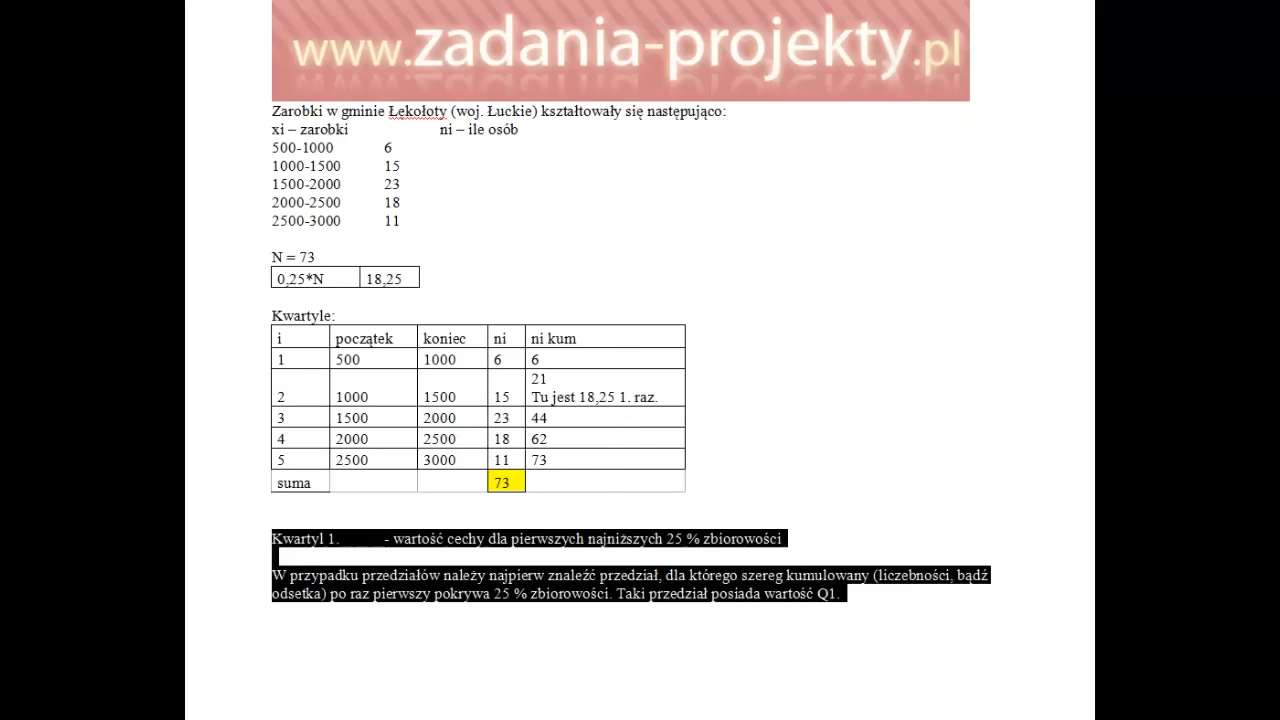 www.zadania-projekty.pl
Zarobki w gminie Łękołoty (woj. Łuckie) kształtowały się następująco:
xi – zarobki ni – ile osób
500-1000 6
1000-1500 15
1500-2000 23
2000-2500 18
2500-3000 11
N = 73
0,25*N 18,25
Kwartyle:
i początek koniec ni ni kum
1 500 1000 6 6
21
2 1000 1500 15 Tu jest 18,25 1. raz.
3 1500 2000 23 44
4 2000 2500 18 62
5 2500 3000 11 73
suma 73
Kwartyl 1. - wartość cechy dla pierwszych najniższych 25 % zbiorowości
W przypadku przedziałów należy najpierw znaleźć przedział, dla którego szereg kumulowany (liczebności, bądź
odsetka) po raz pierwszy pokrywa 25 % zbiorowości. Taki przedział posiada wartość Q1.